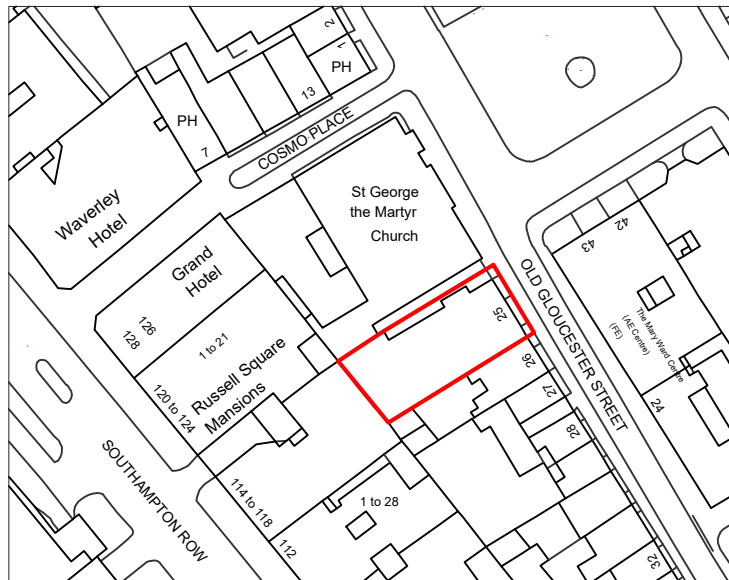 2
1
PH
13
PH
7
COSMO PLACE
Waverley
Hotel
St George
the Martyr
Church
Grand
Hotel
126
128
1 to 21
Russell Square
Mansions
120 to 124
SOUTHAMPTON ROW
114 to 118
112
1 to 28
25
26
27
28
32
OLD GLOUCESTER STREET
42
43
The Mary Ward Centre
(AE Centre)
(FE)
24